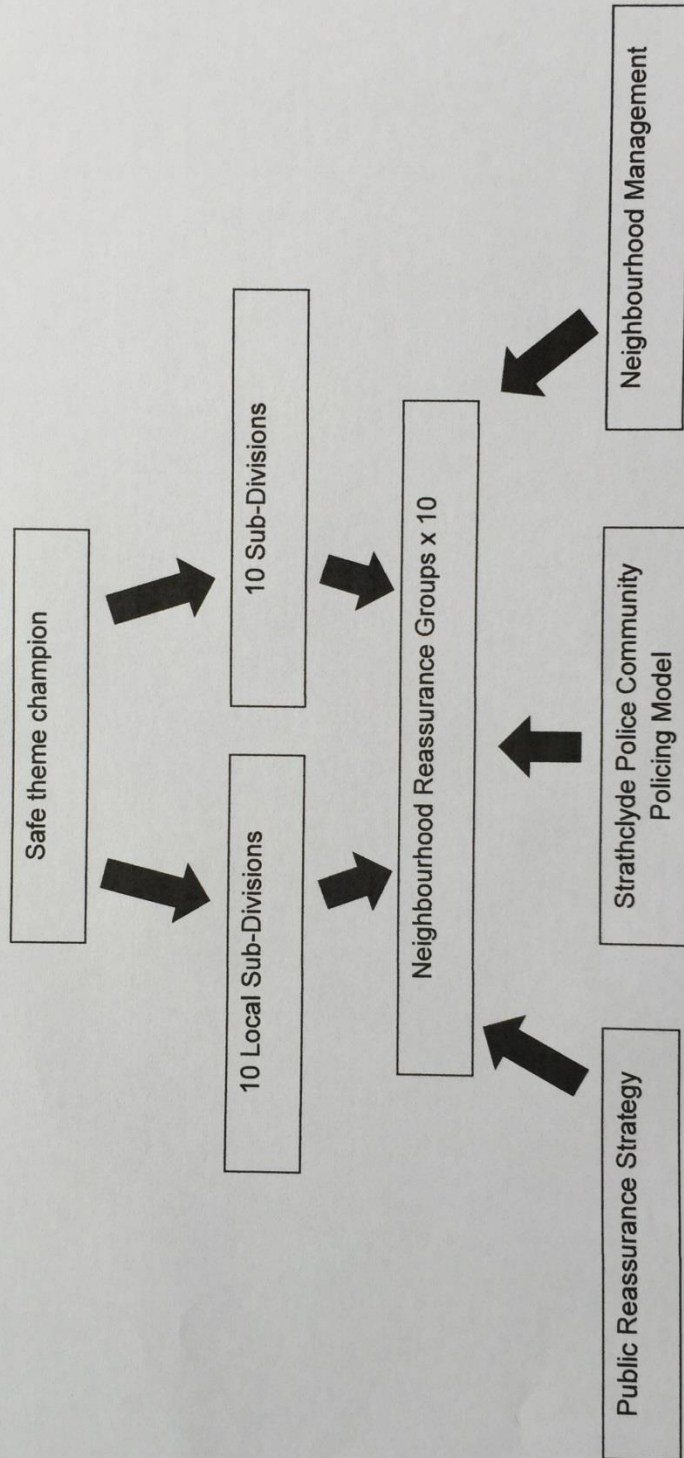 Safe theme champion
10 Local Sub-Divisions
10 Sub-Divisions
Neighbourhood Reassurance Groups x 10
Public Reassurance Strategy
Strathclyde Police Community
Policing Model
Neighbourhood Management